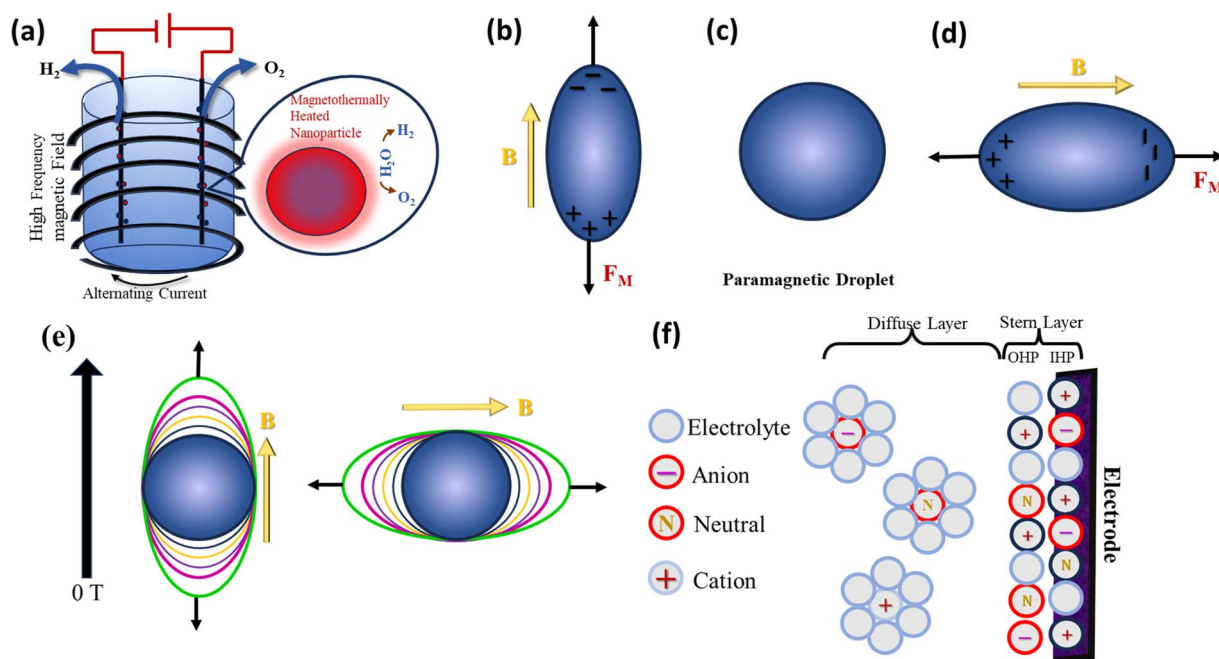 (a)
H2
O2
High Frequency
magnetic Field
Magnetothermally
Heated
Nanoparticle
H2O
H2
O2
Alternating Current
(b)
B
− − −
+ + +
FM
(c)
Paramagnetic Droplet
(d)
B
+ + +
− − −
FM
(e)
0 T
B
B
(f)
Diffuse Layer
Stern Layer
OHP IHP
Electrolyte
− Anion
N Neutral
+ Cation
−
N
+
+
+ −
N +
+ −
N
N
− +
Electrode